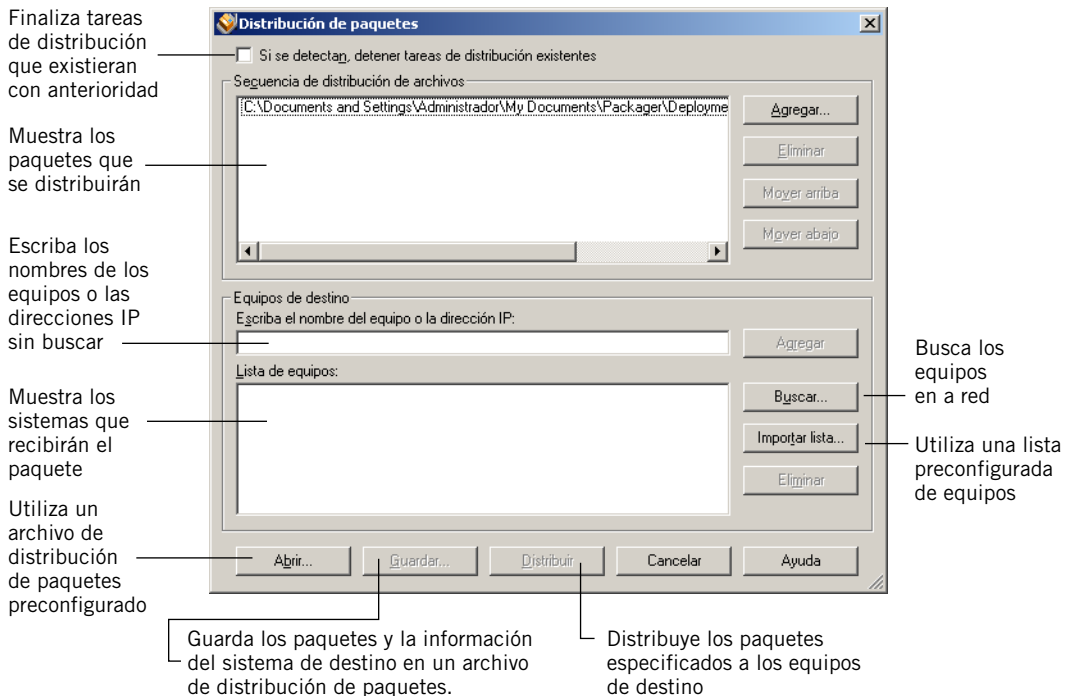 Finaliza tareas
de distribución
que existieran
con anterioridad
Muestra los
paquetes que
se distribuirán
Escriba los
nombres de los
equipos o las
direcciones IP
sin buscar
Muestra los
sistemas que
recibirán el
paquete
Utiliza un
archivo de
distribución
de paquetes
preconfigurado
Distribución de paquetes
Si se detectan, detener tareas de distribución existentes
Secuencia de distribución de archivos
C:\Documents and Settings\Administrador\My Documents\Packager\Deployme
Agregar...
Eliminar
Mover arriba
Mover abajo
Equipos de destino
Escriba el nombre del equipo o la dirección IP:
Agregar
Lista de equipos:
Buscar...
Importar lista...
Eliminar
Abrir...
Guardar...
Distribuir
Cancelar
Ayuda
Busca los
equipos
en a red
Utiliza una lista
preconfigurada
de equipos
Guarda los paquetes y la información
del sistema de destino en un archivo
de distribución de paquetes.
Distribuye los paquetes
especificados a los equipos
de destino